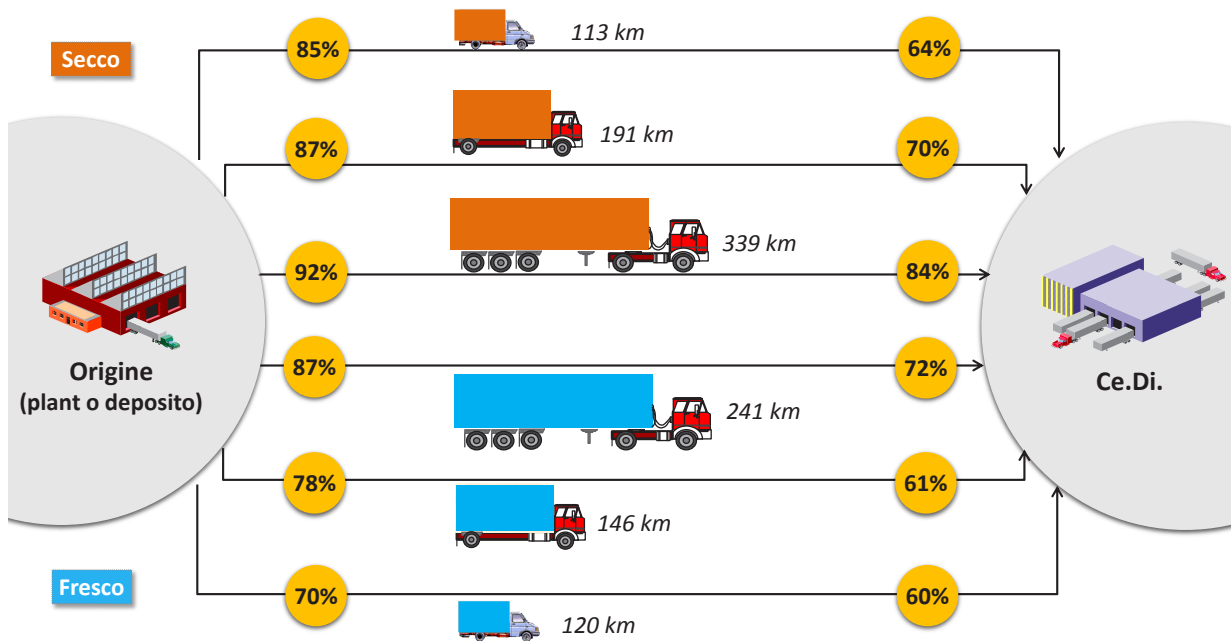 113 km
Secco
85%
64%
191 km
87%
70%
339 km
92%
84%
87%
72%
Origine
(plant o deposito)
Ce.Di.
241 km
78%
61%
146 km
Fresco
70%
60%
120 km